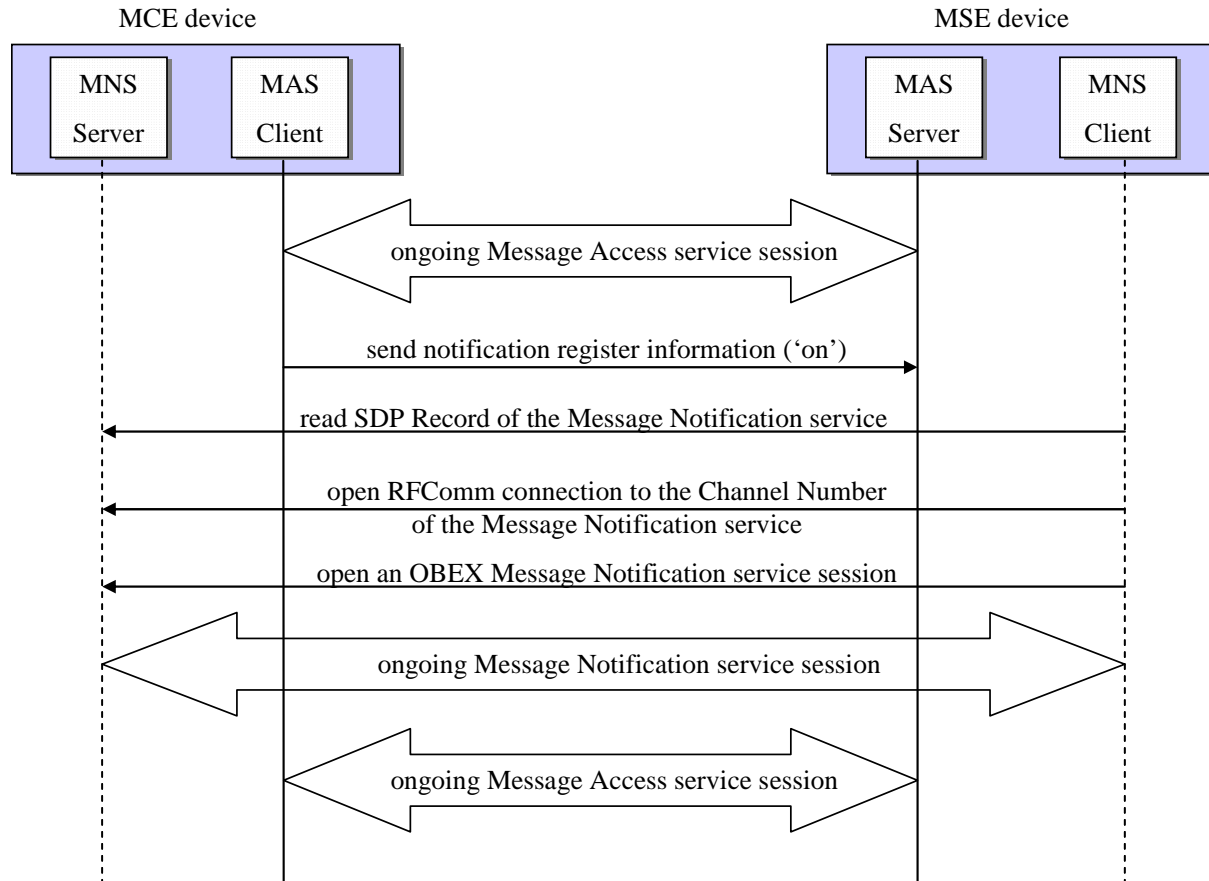 MCE device
MSE device
MNS
Server
MAS
Client
MAS
Server
MNS
Client
ongoing Message Access service session
send notification register information (‘on’)
read SDP Record of the Message Notification service
open RFComm connection to the Channel Number
of the Message Notification service
open an OBEX Message Notification service session
ongoing Message Notification service session
ongoing Message Access service session